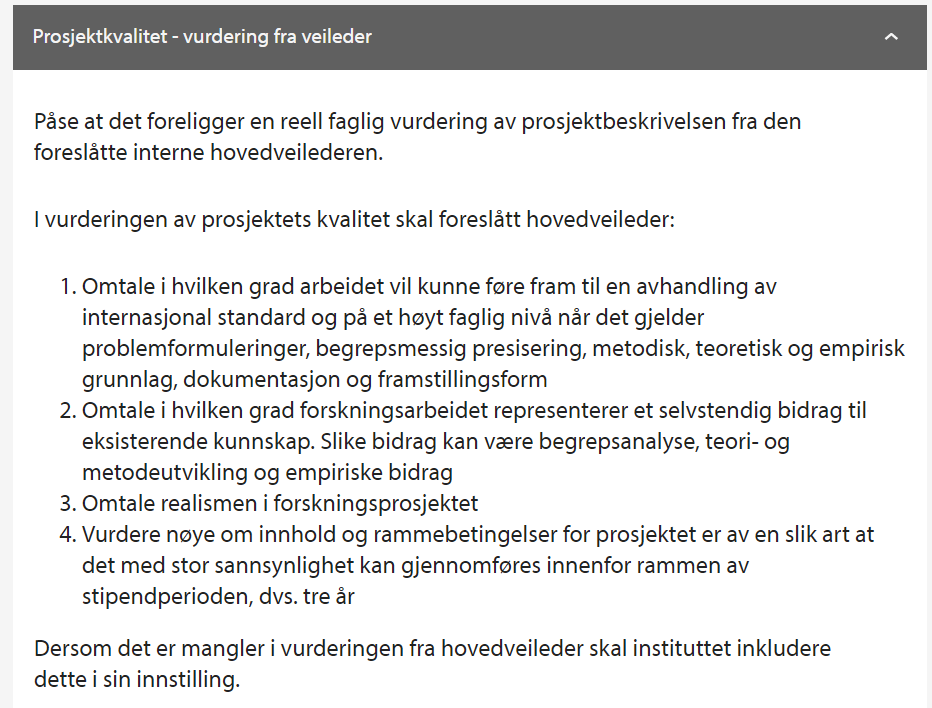 Prosjektkvalitet - vurdering fra veileder
Påse at det foreligger en reell faglig vurdering av prosjektbeskrivelsen fra den
foreslåtte interne hovedveilederen.
I vurderingen av prosjektets kvalitet skal foreslått hovedveileder:
1. Omtale i hvilken grad arbeidet vil kunne føre fram til en avhandling av
internasjonal standard og på et høyt faglig nivå når det gjelder
problemformuleringer, begrepsmessig presisering, metodisk, teoretisk og empirisk
grunnlag, dokumentasjon og framstillingsform
2. Omtale i hvilken grad forskningsarbeidet representerer et selvstendig bidrag til
eksisterende kunnskap. Slike bidrag kan være begrepsanalyse, teori- og
metodeutvikling og empiriske bidrag
3. Omtale realismen i forskningsprosjektet
4. Vurdere nøye om innhold og rammebetingelser for prosjektet er av en slik art at
det med stor sannsynlighet kan gjennomføres innenfor rammen av
stipendperioden, dvs. tre år
Dersom det er mangler i vurderingen fra hovedveileder skal instituttet inkludere
dette i sin innstilling.